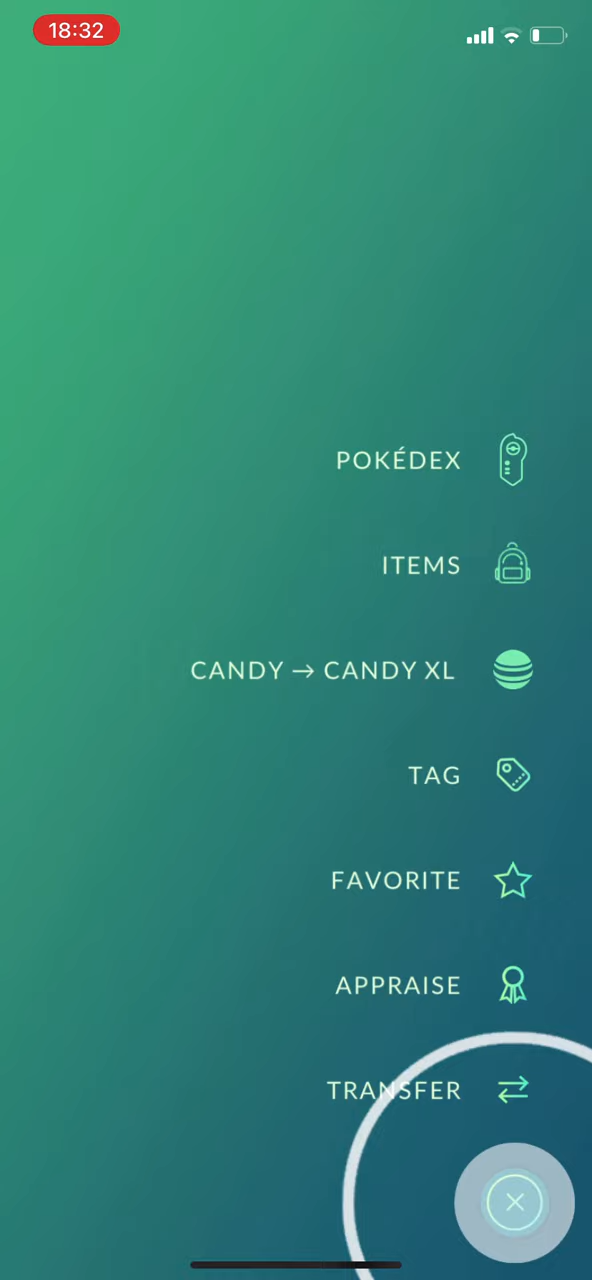 18:32
POKÉDEX
ITEMS
CANDY → CANDY XL
TAG
FAVORITE
APPRAISE
TRANSFER